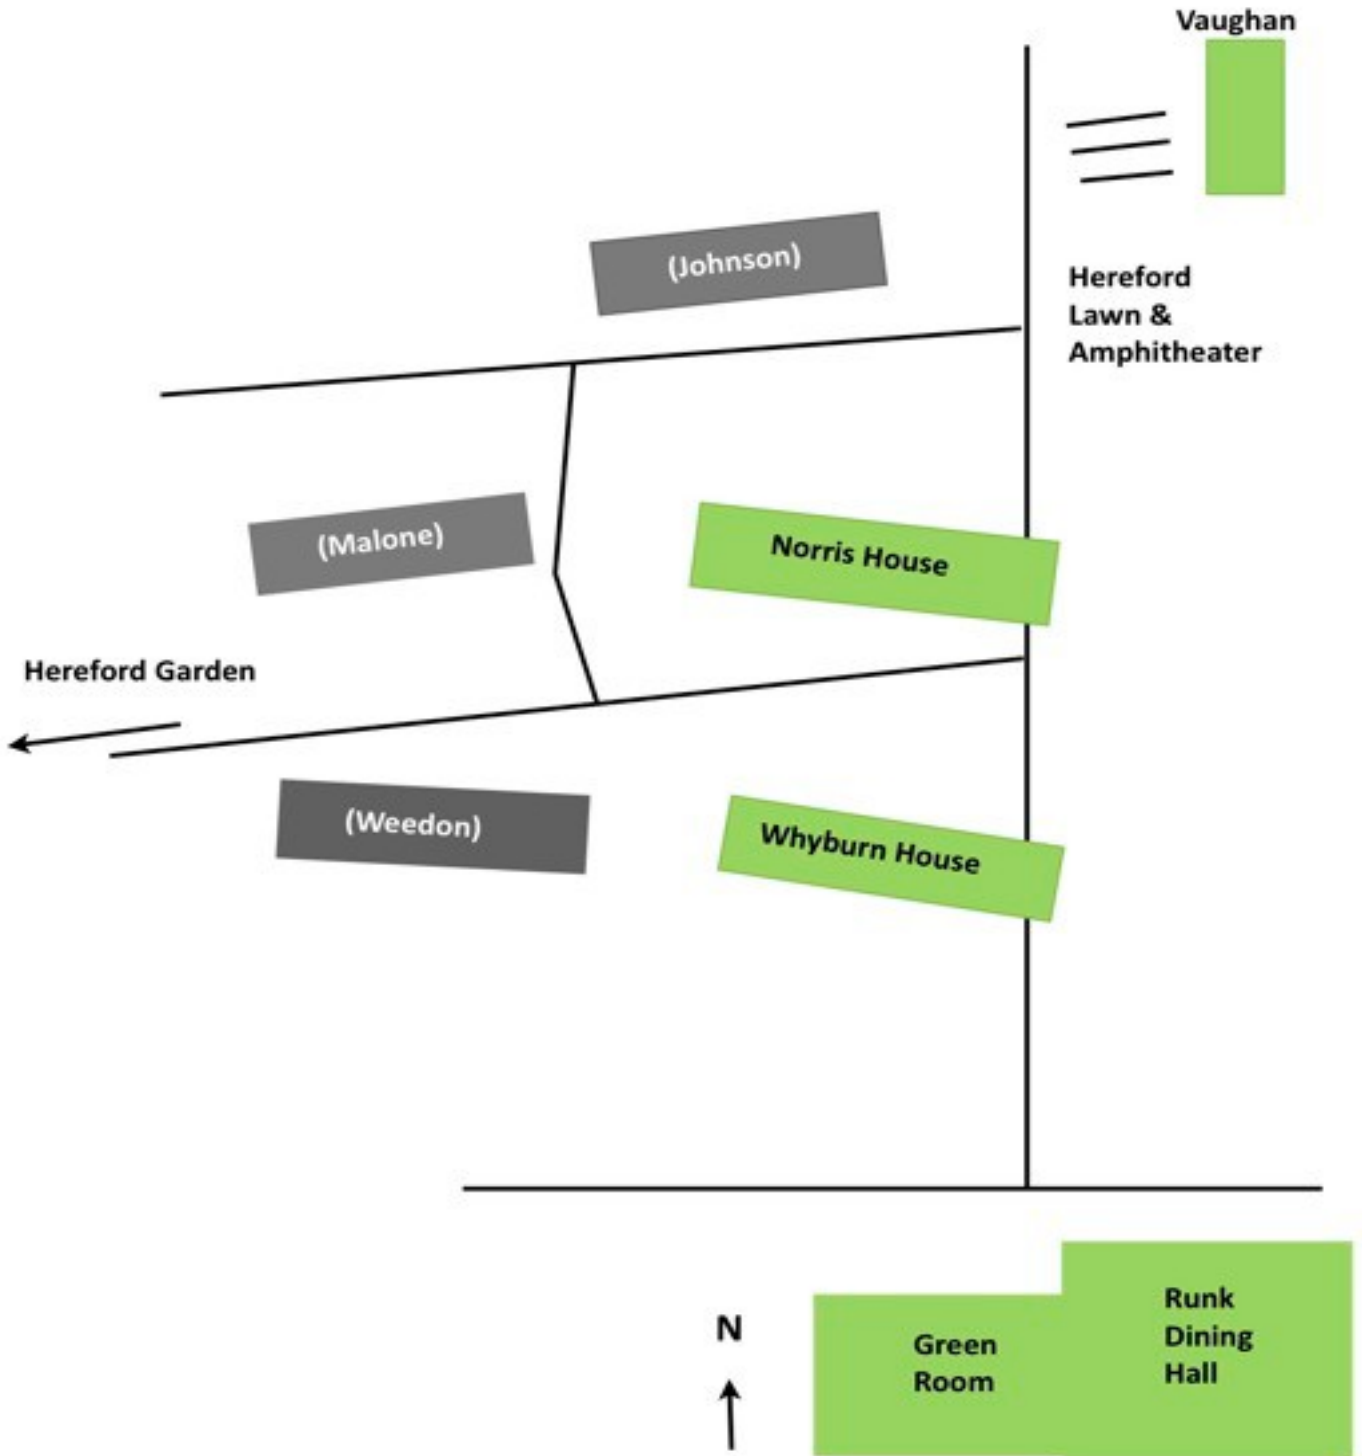 Vaughan
(Johnson)
Hereford
Lawn &
Amphitheater
(Malone)
Norris House
Hereford Garden
(Weedon)
Whyburn House
N
Green
Room
Runk
Dining
Hall